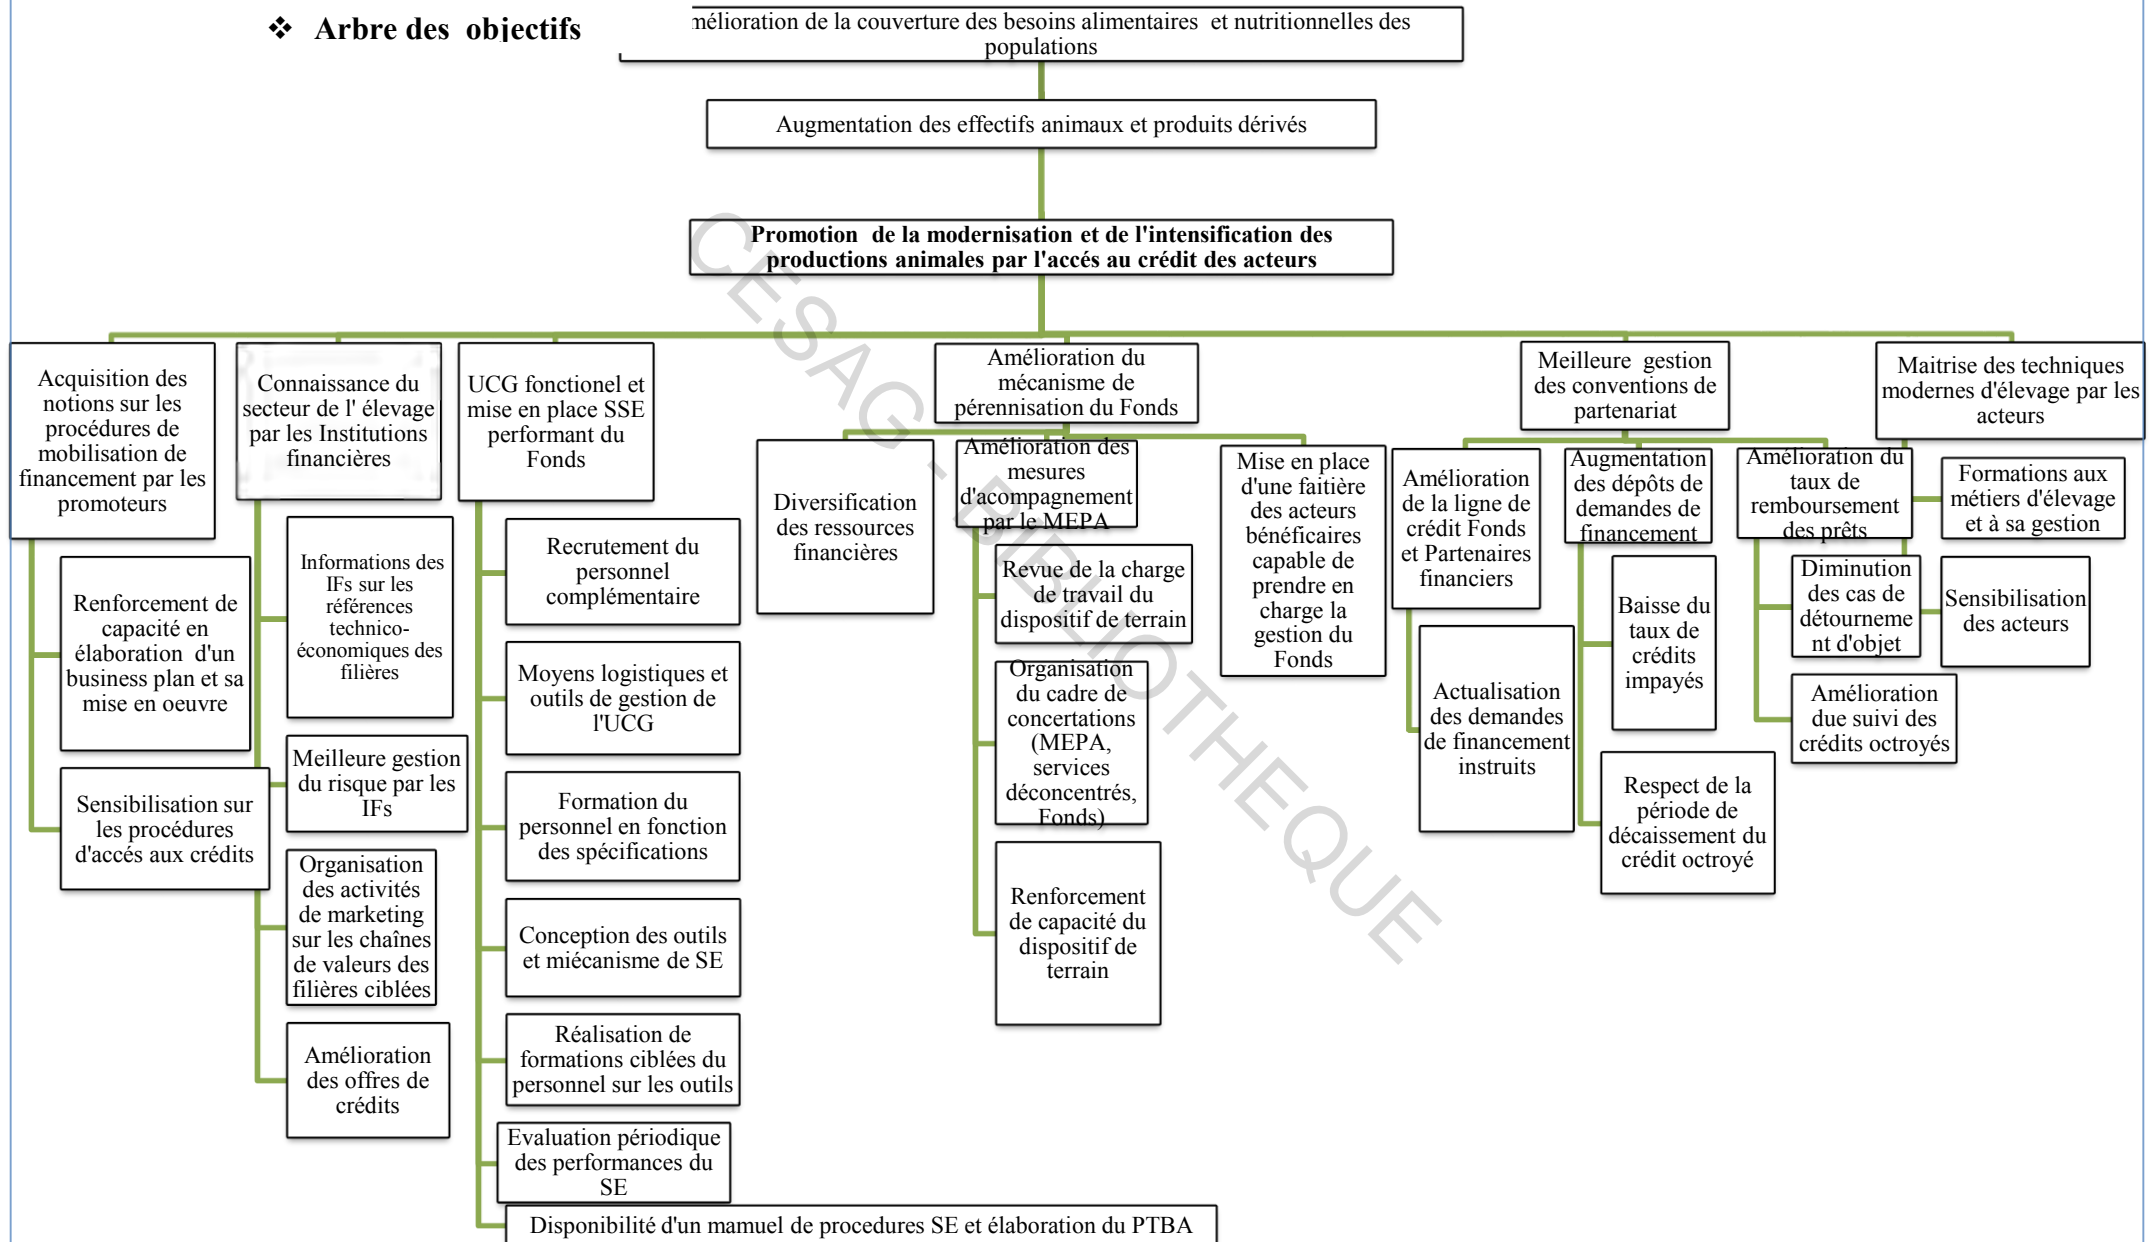 ❖ Arbre des objectifs
mélioration de la couverture des besoins alimentaires et nutritionnelles des
populations
Augmentation des effectifs animaux et produits dérivés
Promotion de la modernisation et de l'intensification des
productions animales par l'accés au crédit des acteurs
Acquisition des
notions sur les
procédures de
mobilisation de
financement par les
promoteurs
Renforcement de
capacité en
élaboration d'un
business plan et sa
mise en oeuvre
Sensibilisation sur
les procédures
d'accés aux crédits
Connaissance du
secteur de l' élevage
par les Institutions
financières
Informations des
IFs sur les
références
technico-
économiques des
filières
Meilleure gestion
du risque par les
IFs
Organisation
des activités
de marketing
sur les chaînes
de valeurs des
filières ciblées
Amélioration
des offres de
crédits
UCG fonctionel et
mise en place SSE
performant du
Fonds
Recrutement du
personnel
complémentaire
Moyens logistiques et
outils de gestion de
l'UCG
Formation du
personnel en fonction
des spécifications
Conception des outils
et miécanisme de SE
Réalisation de
formations ciblées du
personnel sur les outils
Evaluation périodique
des performances du
SE
Disponibilité d'un mamuel de procedures SE et élaboration du PTBA
Amélioration du
mécanisme de
pérennisation du Fonds
Diversification
des ressources
financières
Amélioration des
mesures
d'acompagnement
par le MEPA
Revue de la charge
de travail du
dispositif de terrain
Organisation
du cadre de
concertations
(MEPA,
services
déconcentrés,
Fonds)
Renforcement
de capacité du
dispositif de
terrain
Mise en place
d'une faitière
des acteurs
bénéficaires
capable de
prendre en
charge la
gestion du
Fonds
Meilleure gestion
des conventions de
partenariat
Amélioration
de la ligne de
crédit Fonds
et Partenaires
financiers
Actualisation
des demandes
de financement
instruits
Augmentation
des dépôts de
demandes de
financement
Baisse du
taux de
crédits
impayés
Respect de la
période de
décaissement du
crédit octroyé
Amélioration du
taux de
remboursement
des prêts
Diminution
des cas de
détourneme
nt d'objet
Amélioration
due suivi des
crédits octroyés
Maitrise des techniques
modernes d'élevage par les
acteurs
Formations aux
métiers d'élevage
et à sa gestion
Sensibilisation
des acteurs
CESAG - BIBLIOTHEQUE